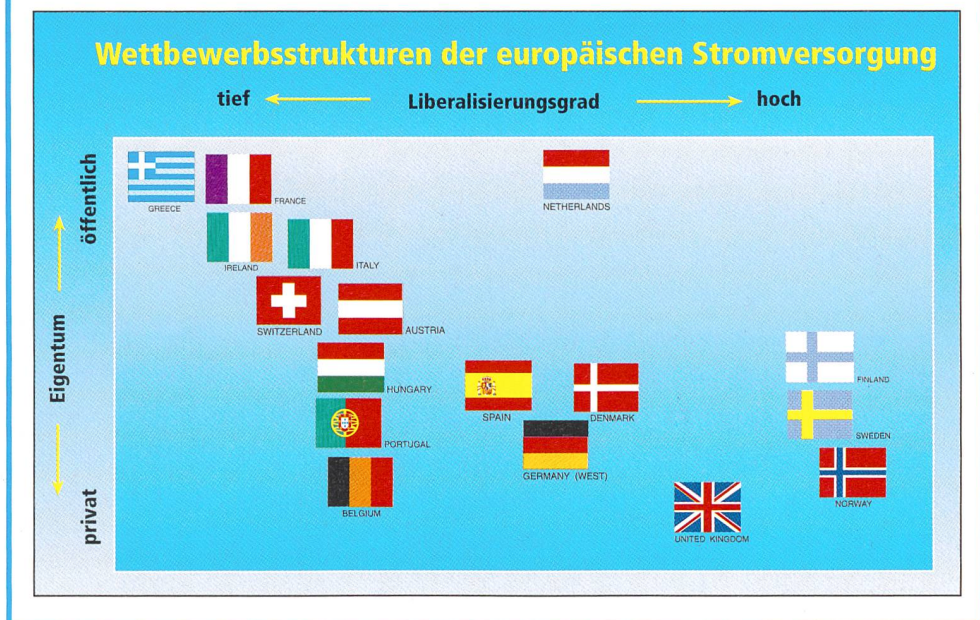 Wettbewerbsstrukturen der europäischen Stromversorgung
tief Liberalisierungsgrad hoch
öffentlich
Eigentum
privat
GREECE
FRANCE
NETHERLANDS
IRELAND
ITALY
SWITZERLAND
AUSTRIA
HUNGARY
FINLAND
SPAIN
DENMARK
PORTUGAL
SWEDEN
GERMANY (WEST)
BELGIUM
NORWAY
UNITED KINGDOM